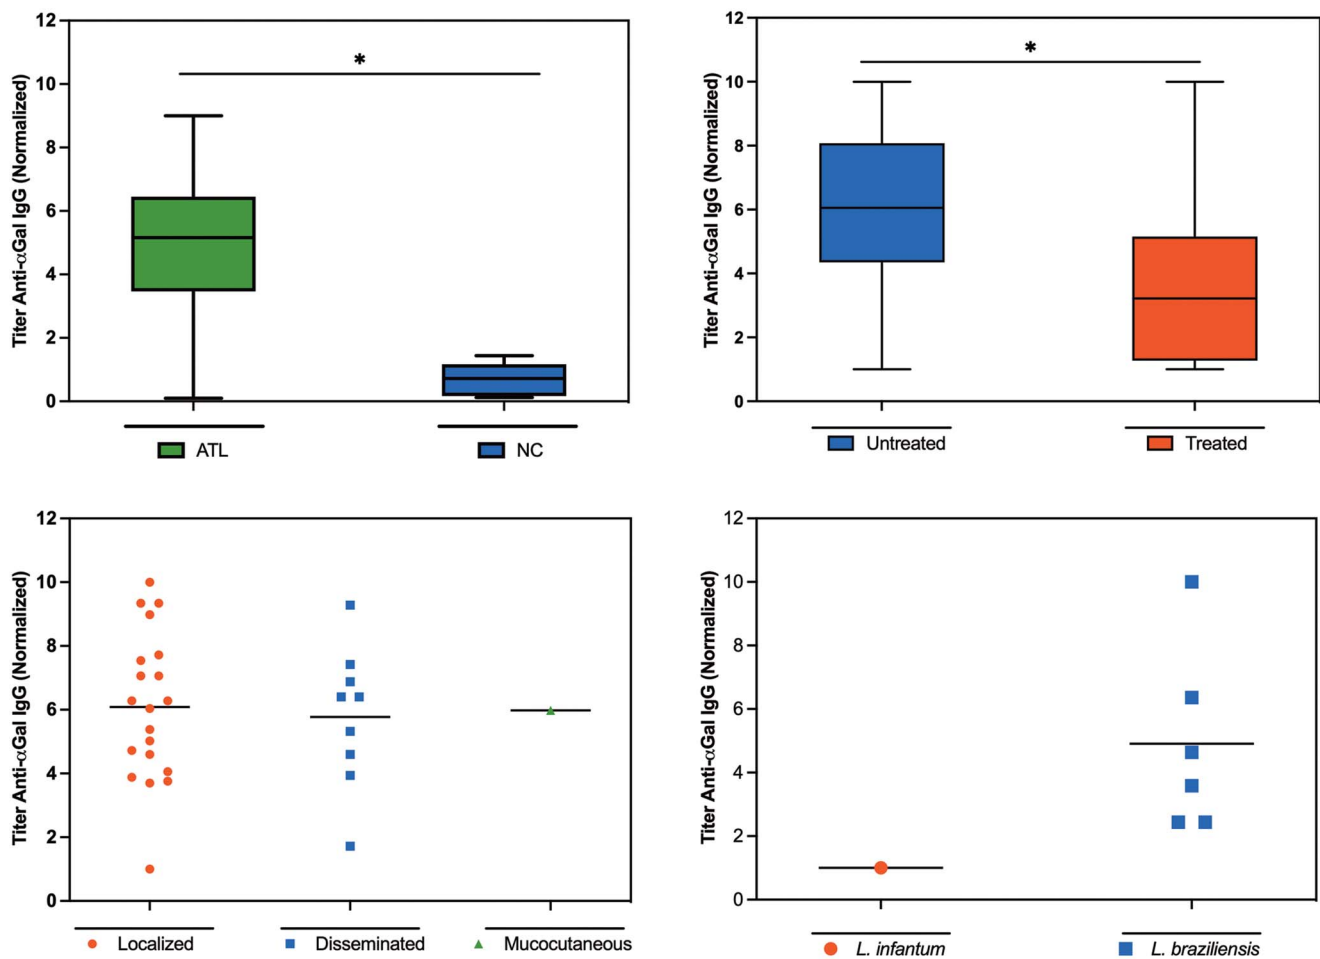 Titer Anti-αGal IgG (Normalized)
12
10
8
6
4
2
0
*
ATL
NC
Titer Anti-αGal IgG (Normalized)
12
10
8
6
4
2
0
*
Untreated
Treated
Titer Anti-αGal IgG (Normalized)
12
10
8
6
4
2
0
Localized
Disseminated
Mucocutaneous
Titer Anti-αGal IgG (Normalized)
12
10
8
6
4
2
0
L. infantum
L. braziliensis